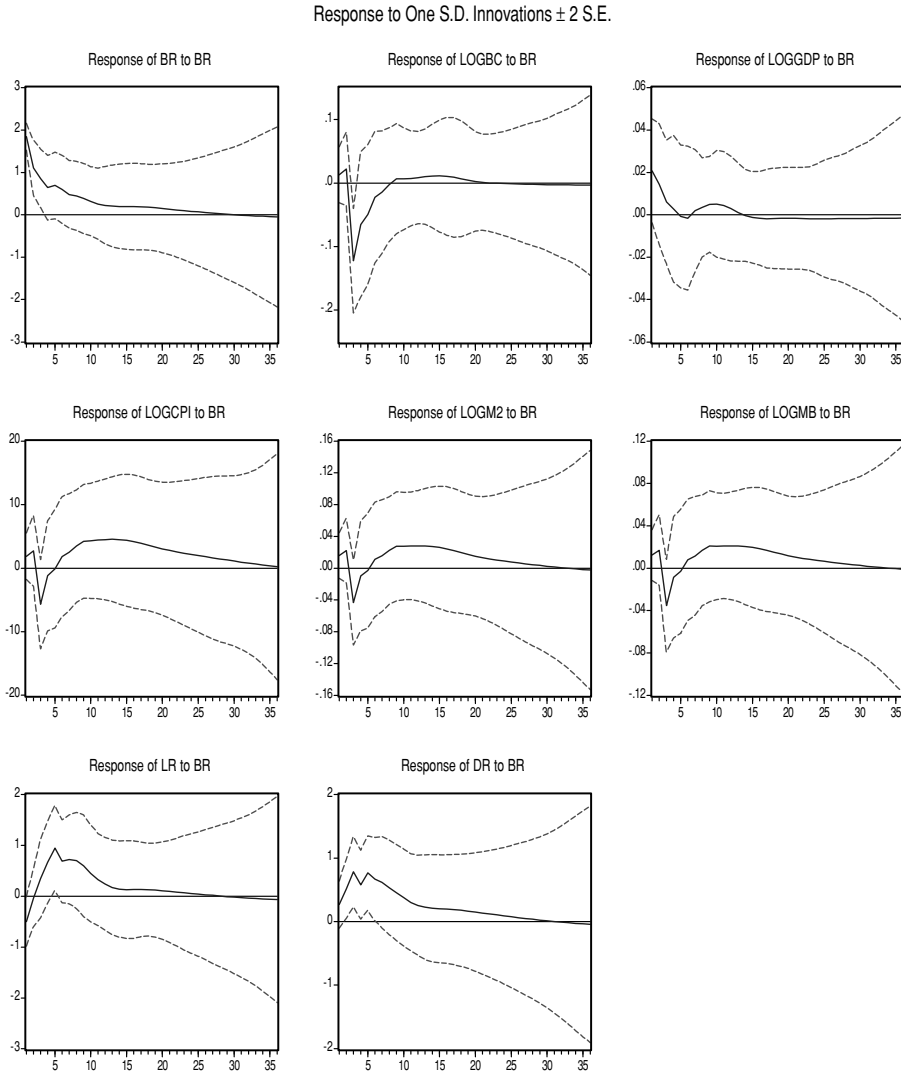 Response to One S.D. Innovations ± 2 S.E.
Response of BR to BR
3
2
1
0
-1
-2
-3
5 10 15 20 25 30 35
Response of LOGBC to BR
.1
.0
-.1
-.2
5 10 15 20 25 30 35
Response of LOGGDP to BR
.06
.04
.02
.00
-.02
-.04
-.06
5 10 15 20 25 30 35
Response of LOGCPI to BR
20
10
0
-10
-20
5 10 15 20 25 30 35
Response of LOGM2 to BR
.16
.12
.08
.04
.00
-.04
-.08
-.12
-.16
5 10 15 20 25 30 35
Response of LOGMB to BR
.12
.08
.04
.00
-.04
-.08
-.12
5 10 15 20 25 30 35
Response of LR to BR
2
1
0
-1
-2
-3
5 10 15 20 25 30 35
Response of DR to BR
2
1
0
-1
-2
5 10 15 20 25 30 35